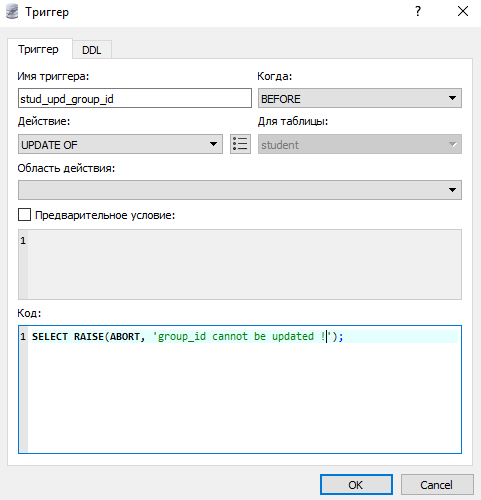 Триггер
? ×
Триггер DDL
Имя триггера: Когда:
stud_upd_group_id BEFORE
Действие: Для таблицы:
UPDATE OF student
Область действия:
Предварительное условие:
1
Код:
1 SELECT RAISE(ABORT, 'group_id cannot be updated !');
OK Cancel